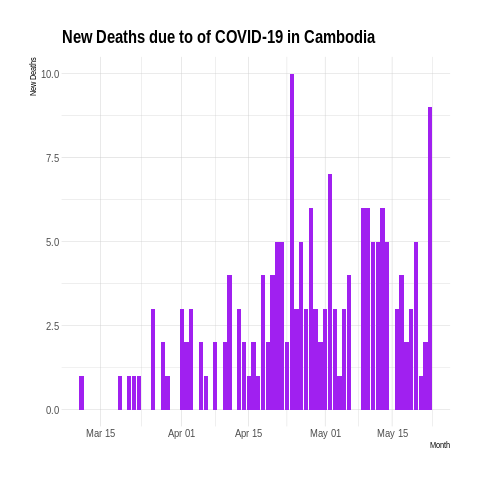 New Deaths due to of COVID-19 in Cambodia
New Deaths
10.0
7.5
5.0
2.5
0.0
Mar 15 Apr 01 Apr 15 May 01 May 15
Month